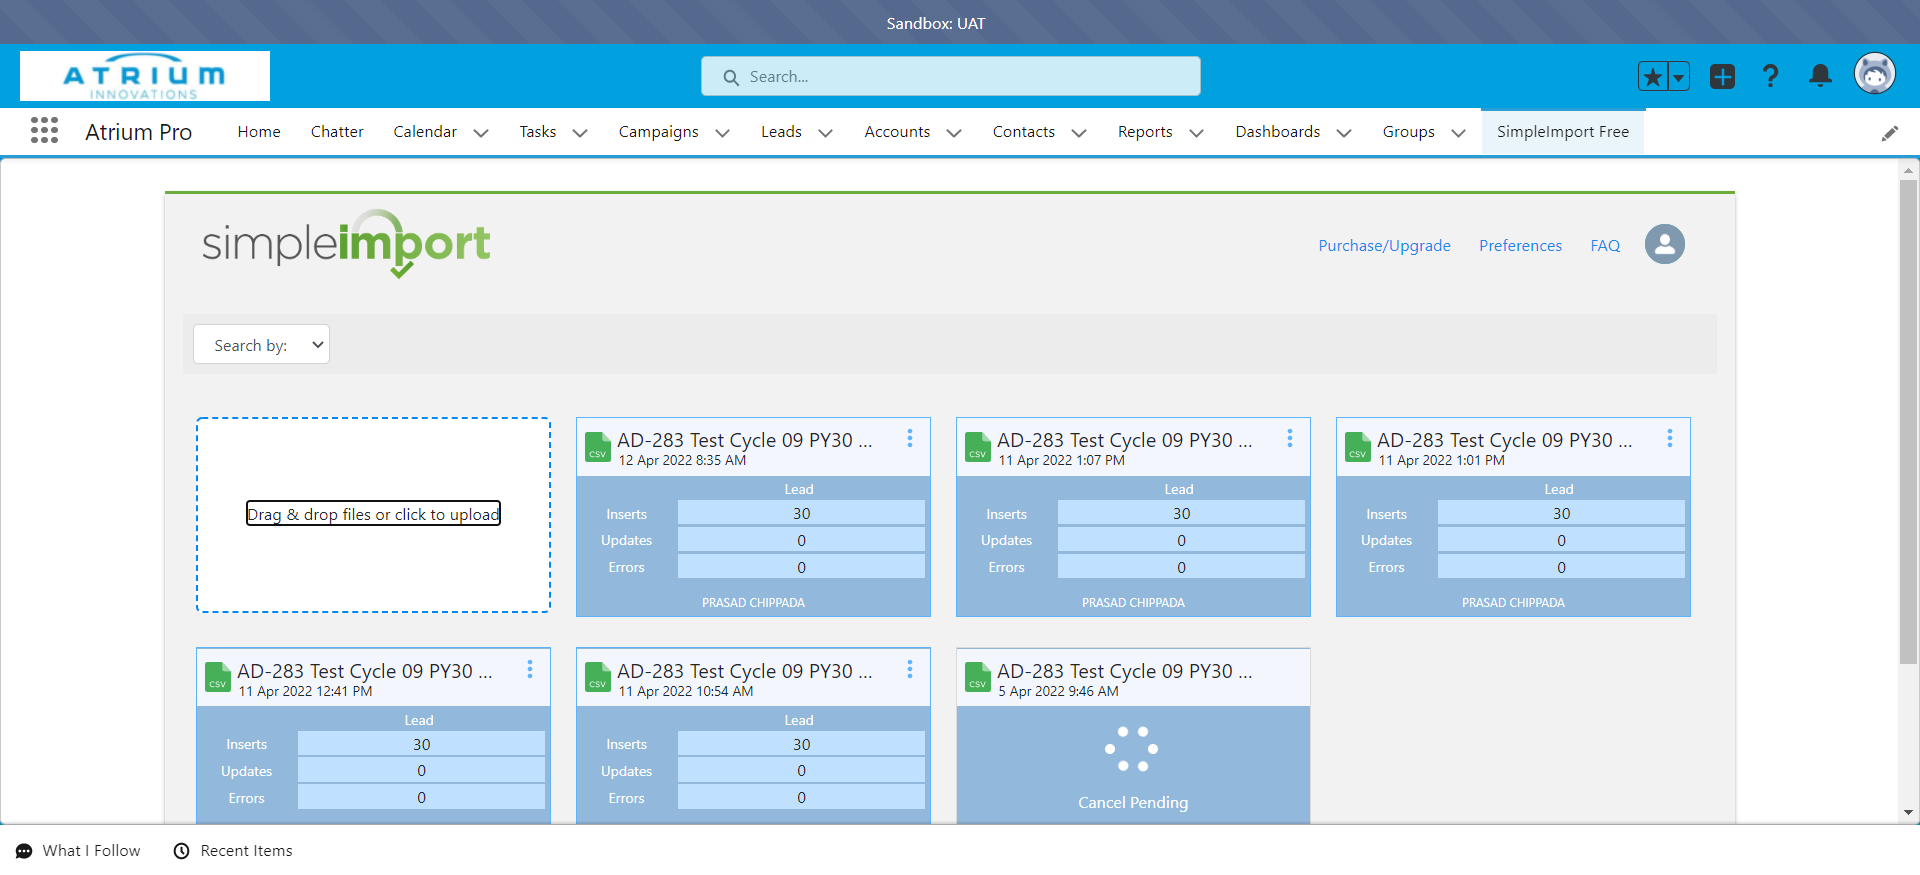 Sandbox: UAT
ATRIUM
INNOVATIONS
Search...
Atrium Pro
Home
Chatter
Calendar
Tasks
Campaigns
Leads
Accounts
Contacts
Reports
Dashboards
Groups
SimpleImport Free
simpleimport
Purchase/Upgrade
Preferences
FAQ
Search by:
Drag & drop files or click to upload
CSV
AD-283 Test Cycle 09 PY30 ...
12 Apr 2022 8:35 AM
Lead
Inserts 30
Updates 0
Errors 0
PRASAD CHIPPADA
CSV
AD-283 Test Cycle 09 PY30 ...
11 Apr 2022 1:07 PM
Lead
Inserts 30
Updates 0
Errors 0
PRASAD CHIPPADA
CSV
AD-283 Test Cycle 09 PY30 ...
11 Apr 2022 1:01 PM
Lead
Inserts 30
Updates 0
Errors 0
PRASAD CHIPPADA
CSV
AD-283 Test Cycle 09 PY30 ...
11 Apr 2022 12:41 PM
Lead
Inserts 30
Updates 0
Errors 0
CSV
AD-283 Test Cycle 09 PY30 ...
11 Apr 2022 10:54 AM
Lead
Inserts 30
Updates 0
Errors 0
CSV
AD-283 Test Cycle 09 PY30 ...
5 Apr 2022 9:46 AM
Cancel Pending
What I Follow
Recent Items